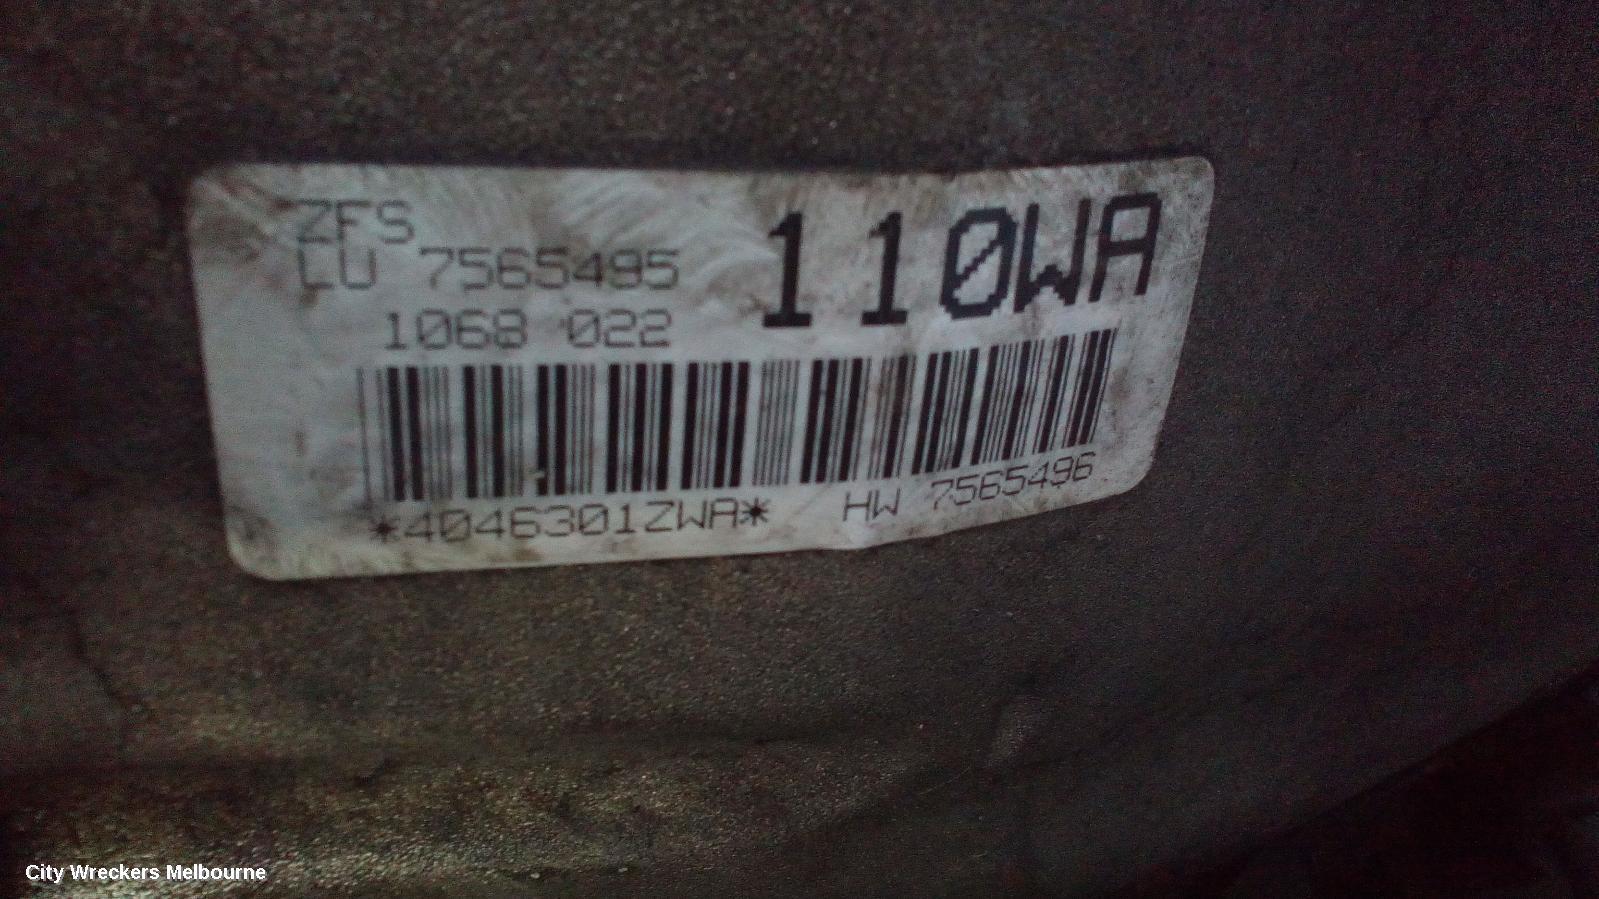 ZFS
LU 7565495
110WA
1068 022
*4046301ZWA* HW 7565496
City Wreckers Melbourne